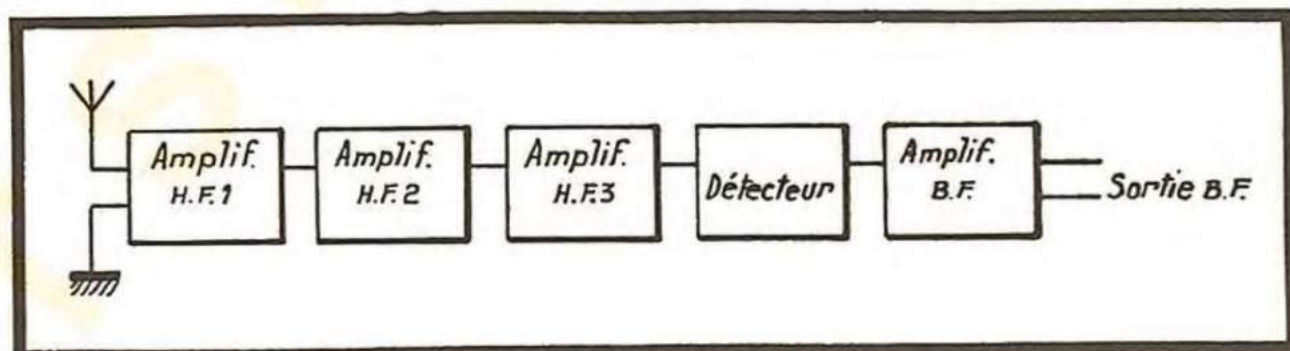 Amplif.
H.F.1
Amplif.
H.F.2
Amplif.
H.F.3
Détecteur
Amplif.
B.F.
Sortie B.F.